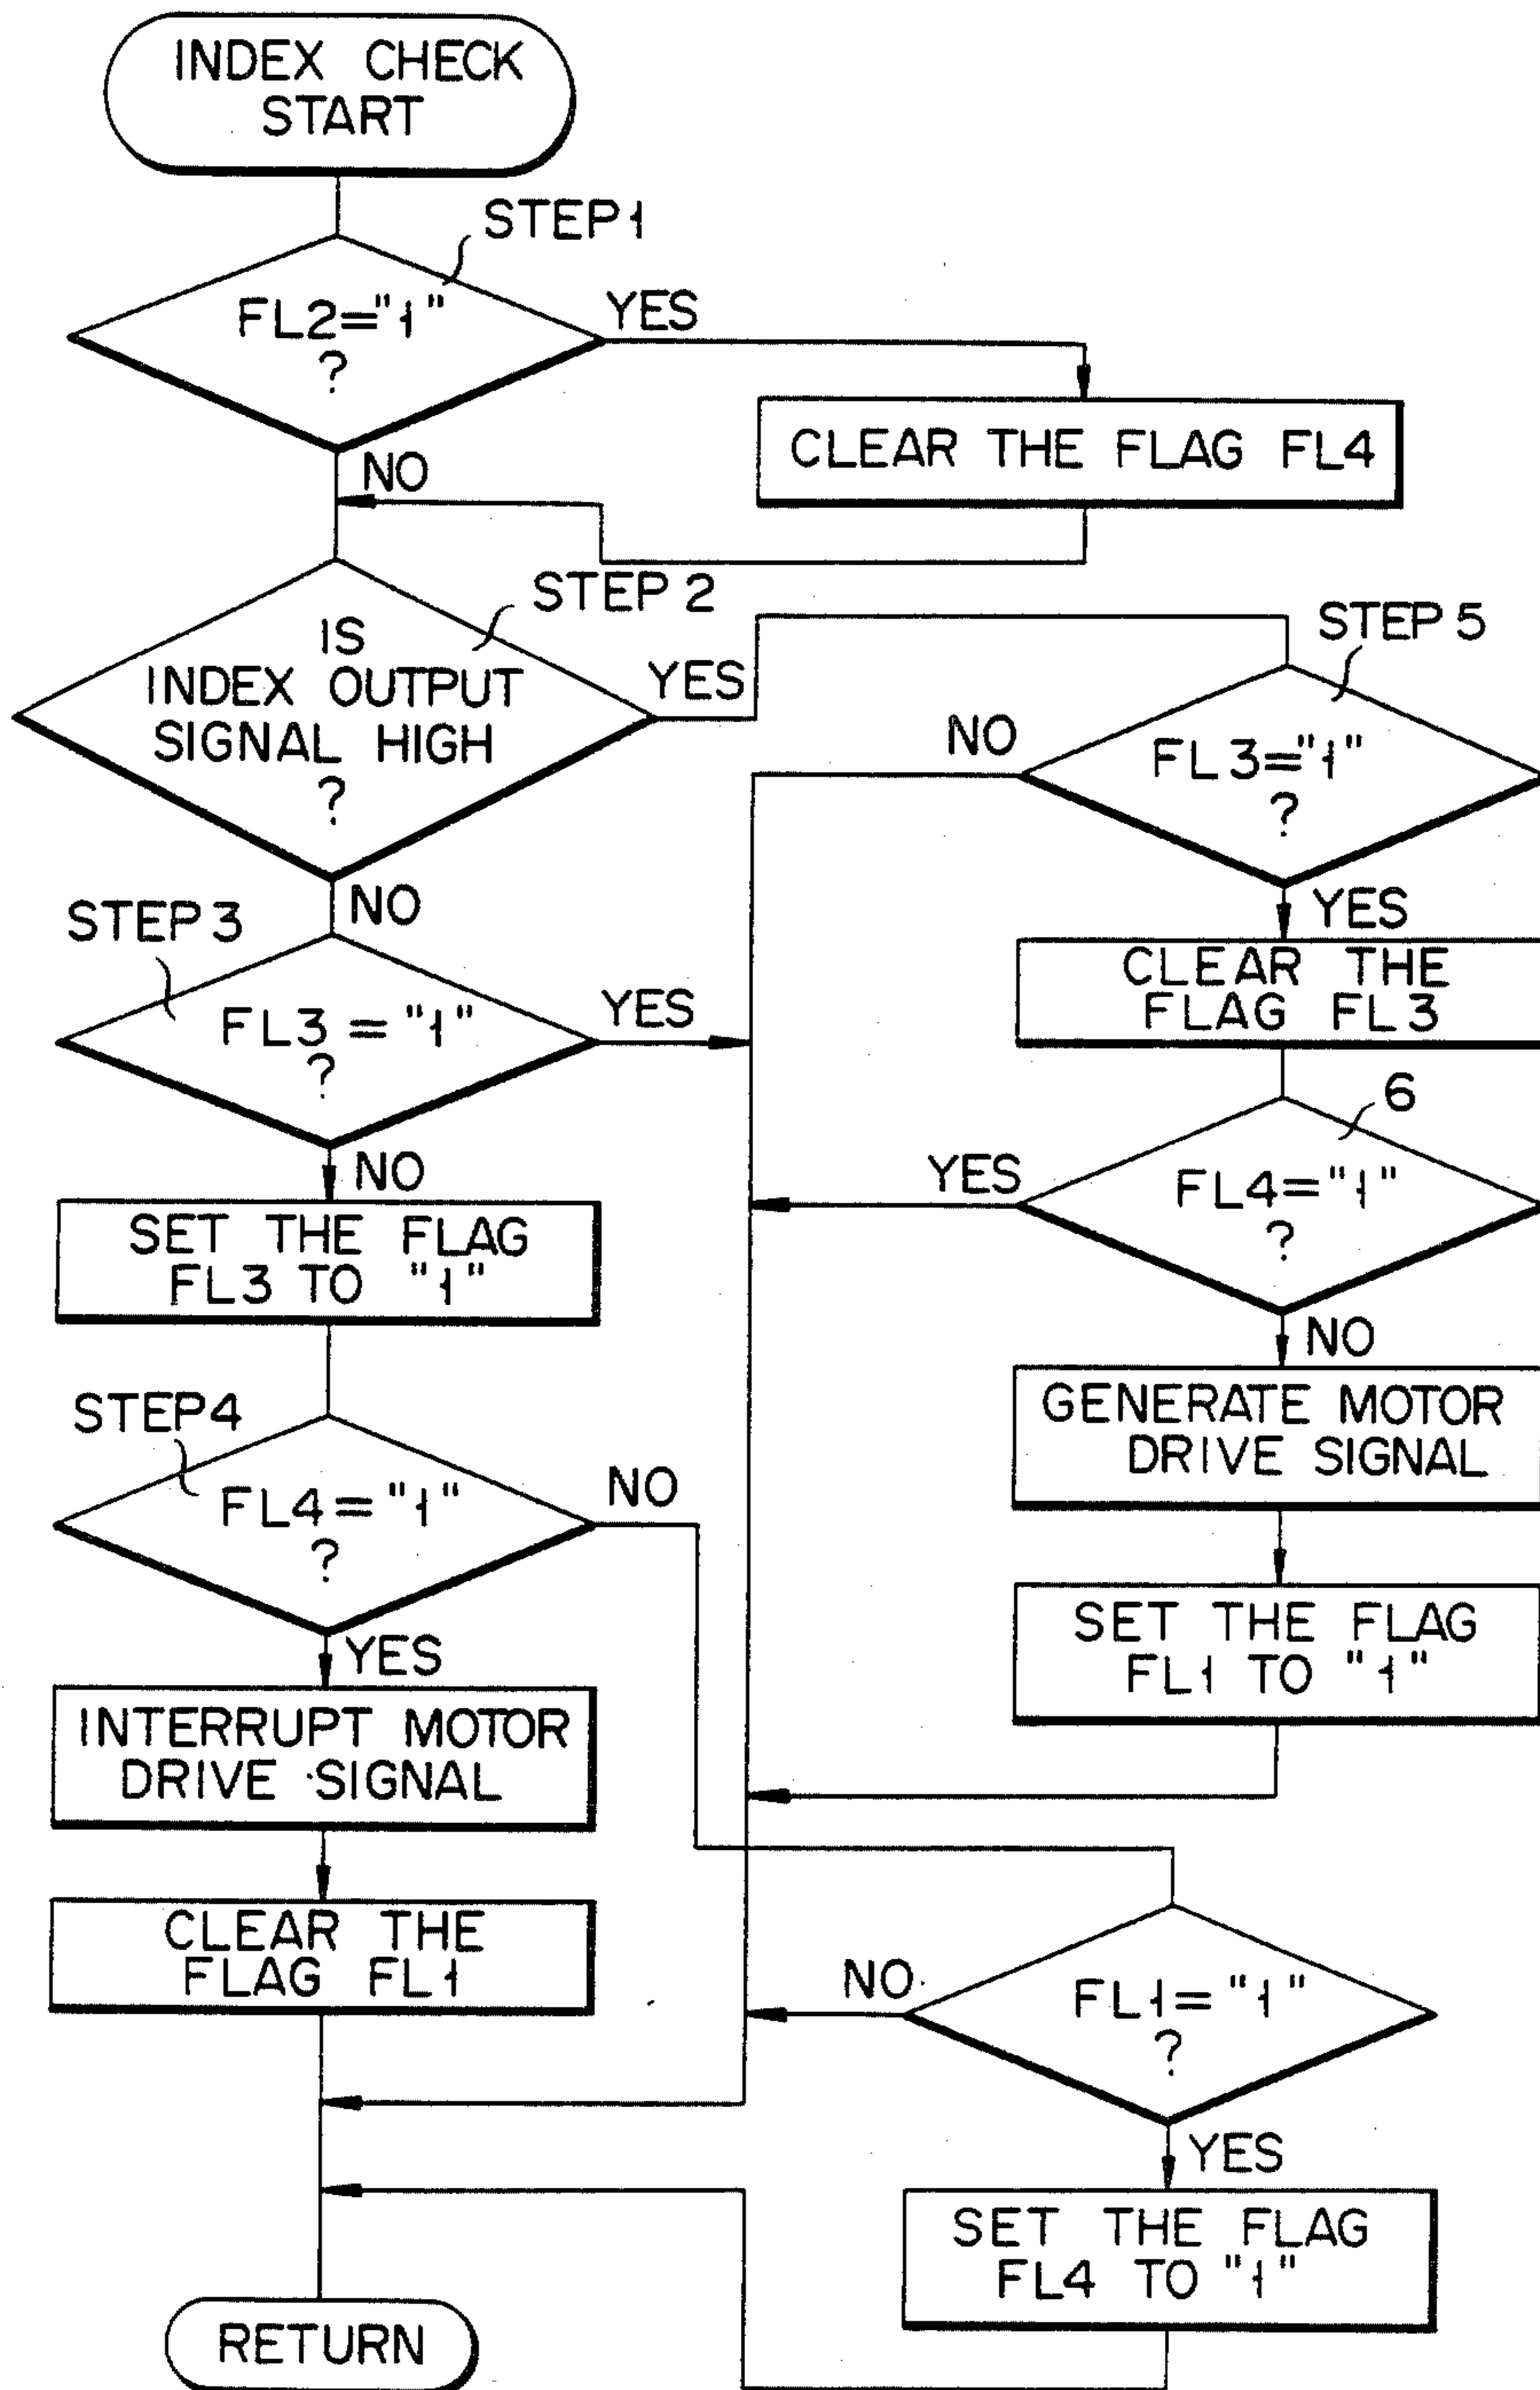 INDEX CHECK
START
STEP 1
FL2="1"
?
YES
CLEAR THE FLAG FL4
NO
STEP 2
IS
INDEX OUTPUT
SIGNAL HIGH
?
YES
STEP 5
NO
FL3="1"
?
YES
CLEAR THE
FLAG FL3
NO
STEP 3
FL3="1"
?
YES
6
YES
FL4="1"
?
NO
SET THE FLAG
FL3 TO "1"
NO
GENERATE MOTOR
DRIVE SIGNAL
STEP 4
FL4="1"
?
NO
SET THE FLAG
FL1 TO "1"
YES
INTERRUPT MOTOR
DRIVE SIGNAL
CLEAR THE
FLAG FL1
NO
FL1="1"
?
YES
SET THE FLAG
FL4 TO "1"
RETURN